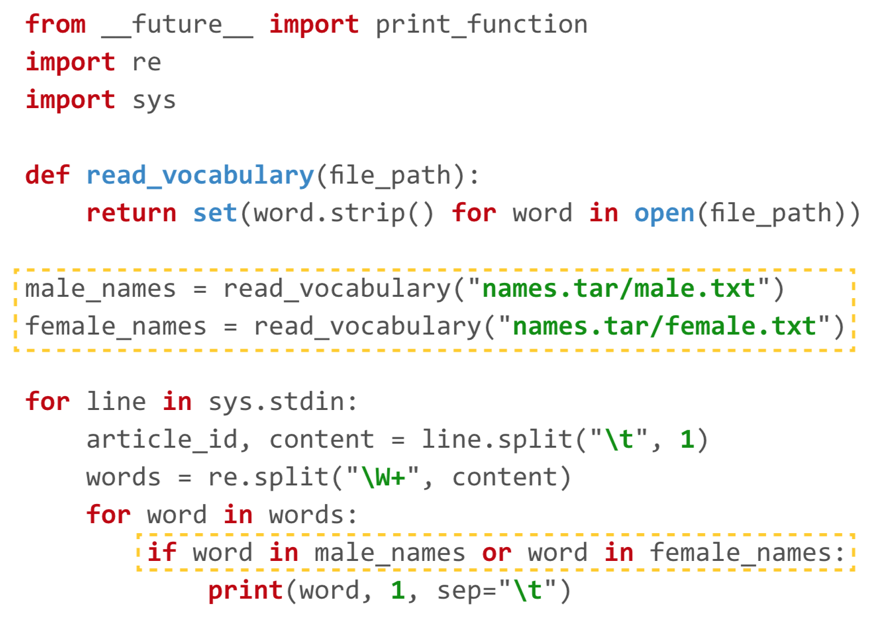 from __future__ import print_function
import re
import sys
def read_vocabulary(file_path):
    return set(word.strip() for word in open(file_path))
male_names = read_vocabulary("names.tar/male.txt")
female_names = read_vocabulary("names.tar/female.txt")
for line in sys.stdin:
    article_id, content = line.split("\t", 1)
    words = re.split("\W+", content)
    for word in words:
        if word in male_names or word in female_names:
            print(word, 1, sep="\t")